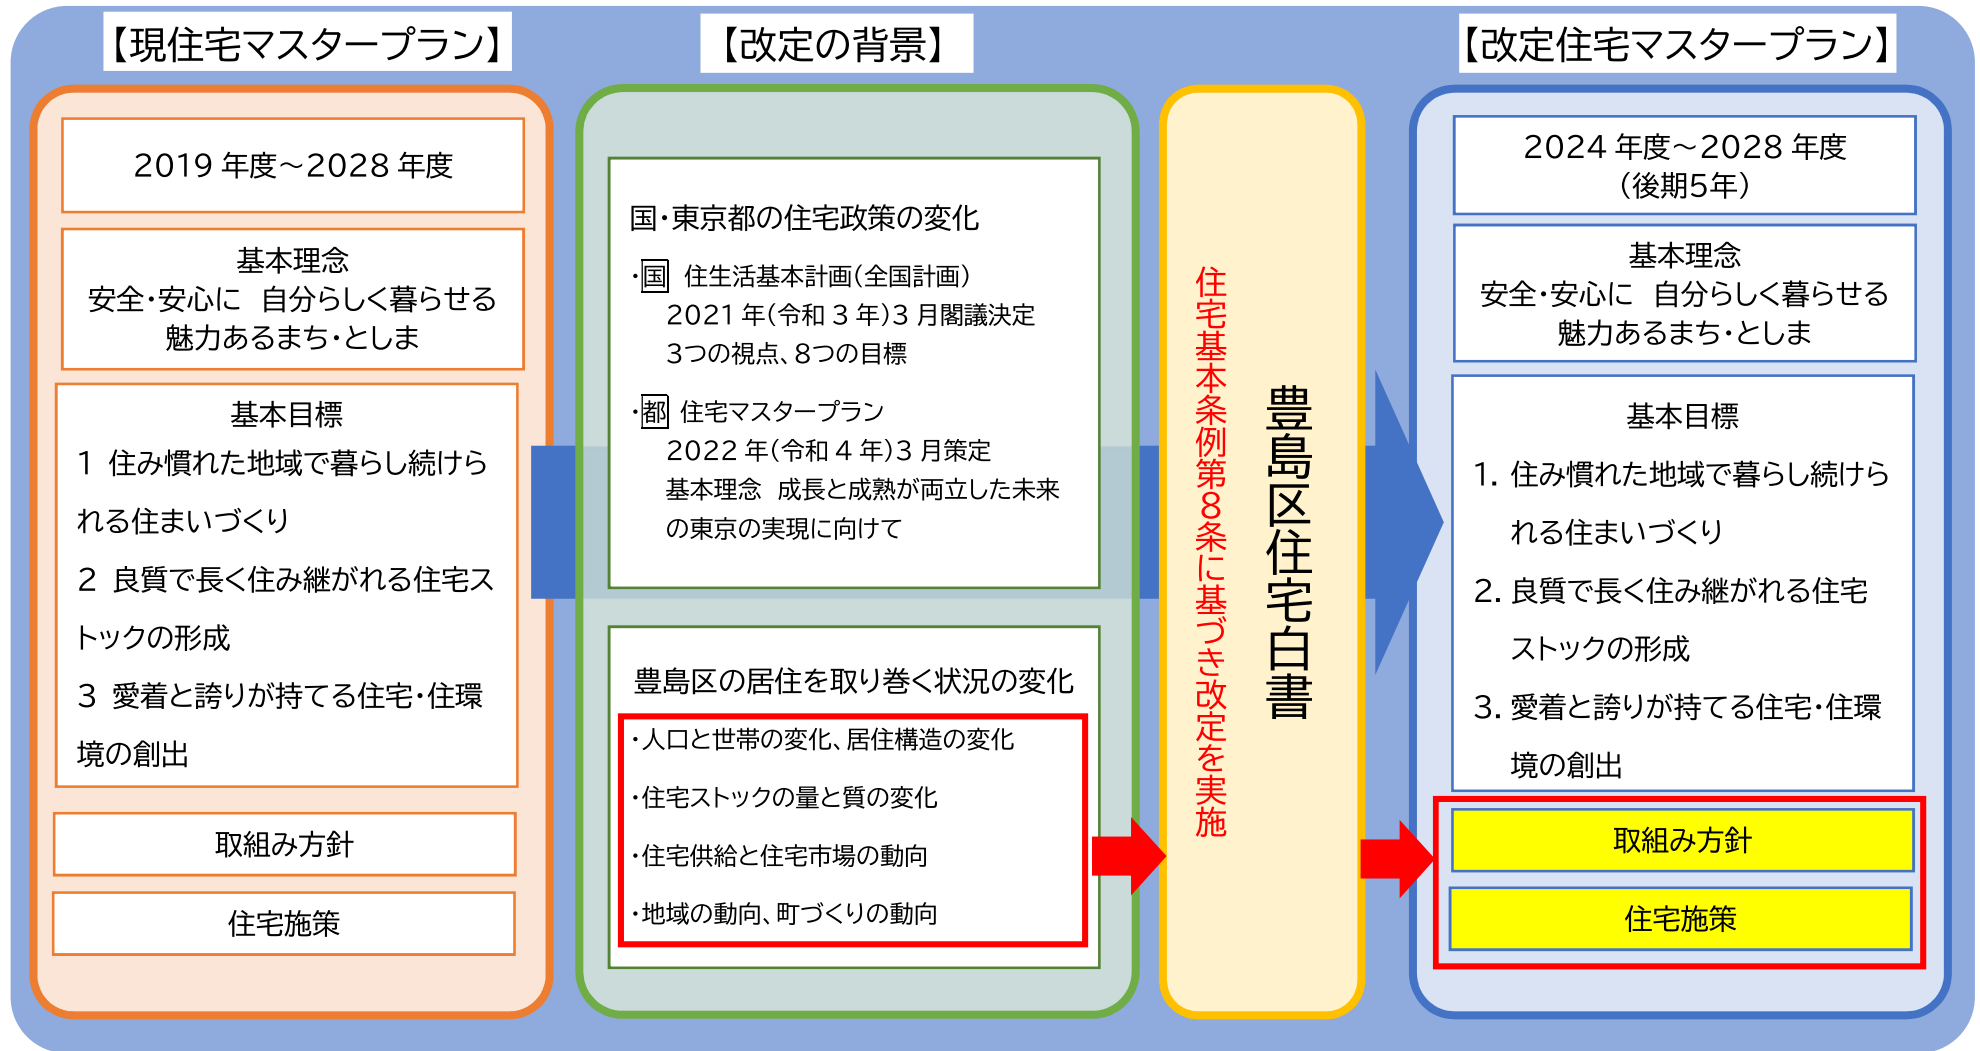 【現住宅マスタープラン】
2019 年度～2028 年度
基本理念
安全・安心に　自分らしく暮らせる
魅力あるまち・としま
基本目標
1 住み慣れた地域で暮らし続けら
れる住まいづくり
2 良質で長く住み継がれる住宅ス
トックの形成
3 愛着と誇りが持てる住宅・住環
境の創出
取組み方針
住宅施策
【改定の背景】
国・東京都の住宅政策の変化
・国 住生活基本計画（全国計画）
2021 年（令和 3 年）3 月閣議決定
3つの視点、8つの目標
・都 住宅マスタープラン
2022 年（令和 4 年）3 月策定
基本理念　成長と成熟が両立した未来
の東京の実現に向けて
豊島区の居住を取り巻く状況の変化
・人口と世帯の変化、居住構造の変化
・住宅ストックの量と質の変化
・住宅供給と住宅市場の動向
・地域の動向、町づくりの動向
豊島区住宅白書
住宅基本条例第８条に基づき改定を実施
【改定住宅マスタープラン】
2024 年度～2028 年度
（後期5年）
基本理念
安全・安心に　自分らしく暮らせる
魅力あるまち・としま
基本目標
1. 住み慣れた地域で暮らし続けら
れる住まいづくり
2. 良質で長く住み継がれる住宅
ストックの形成
3. 愛着と誇りが持てる住宅・住環
境の創出
取組み方針
住宅施策